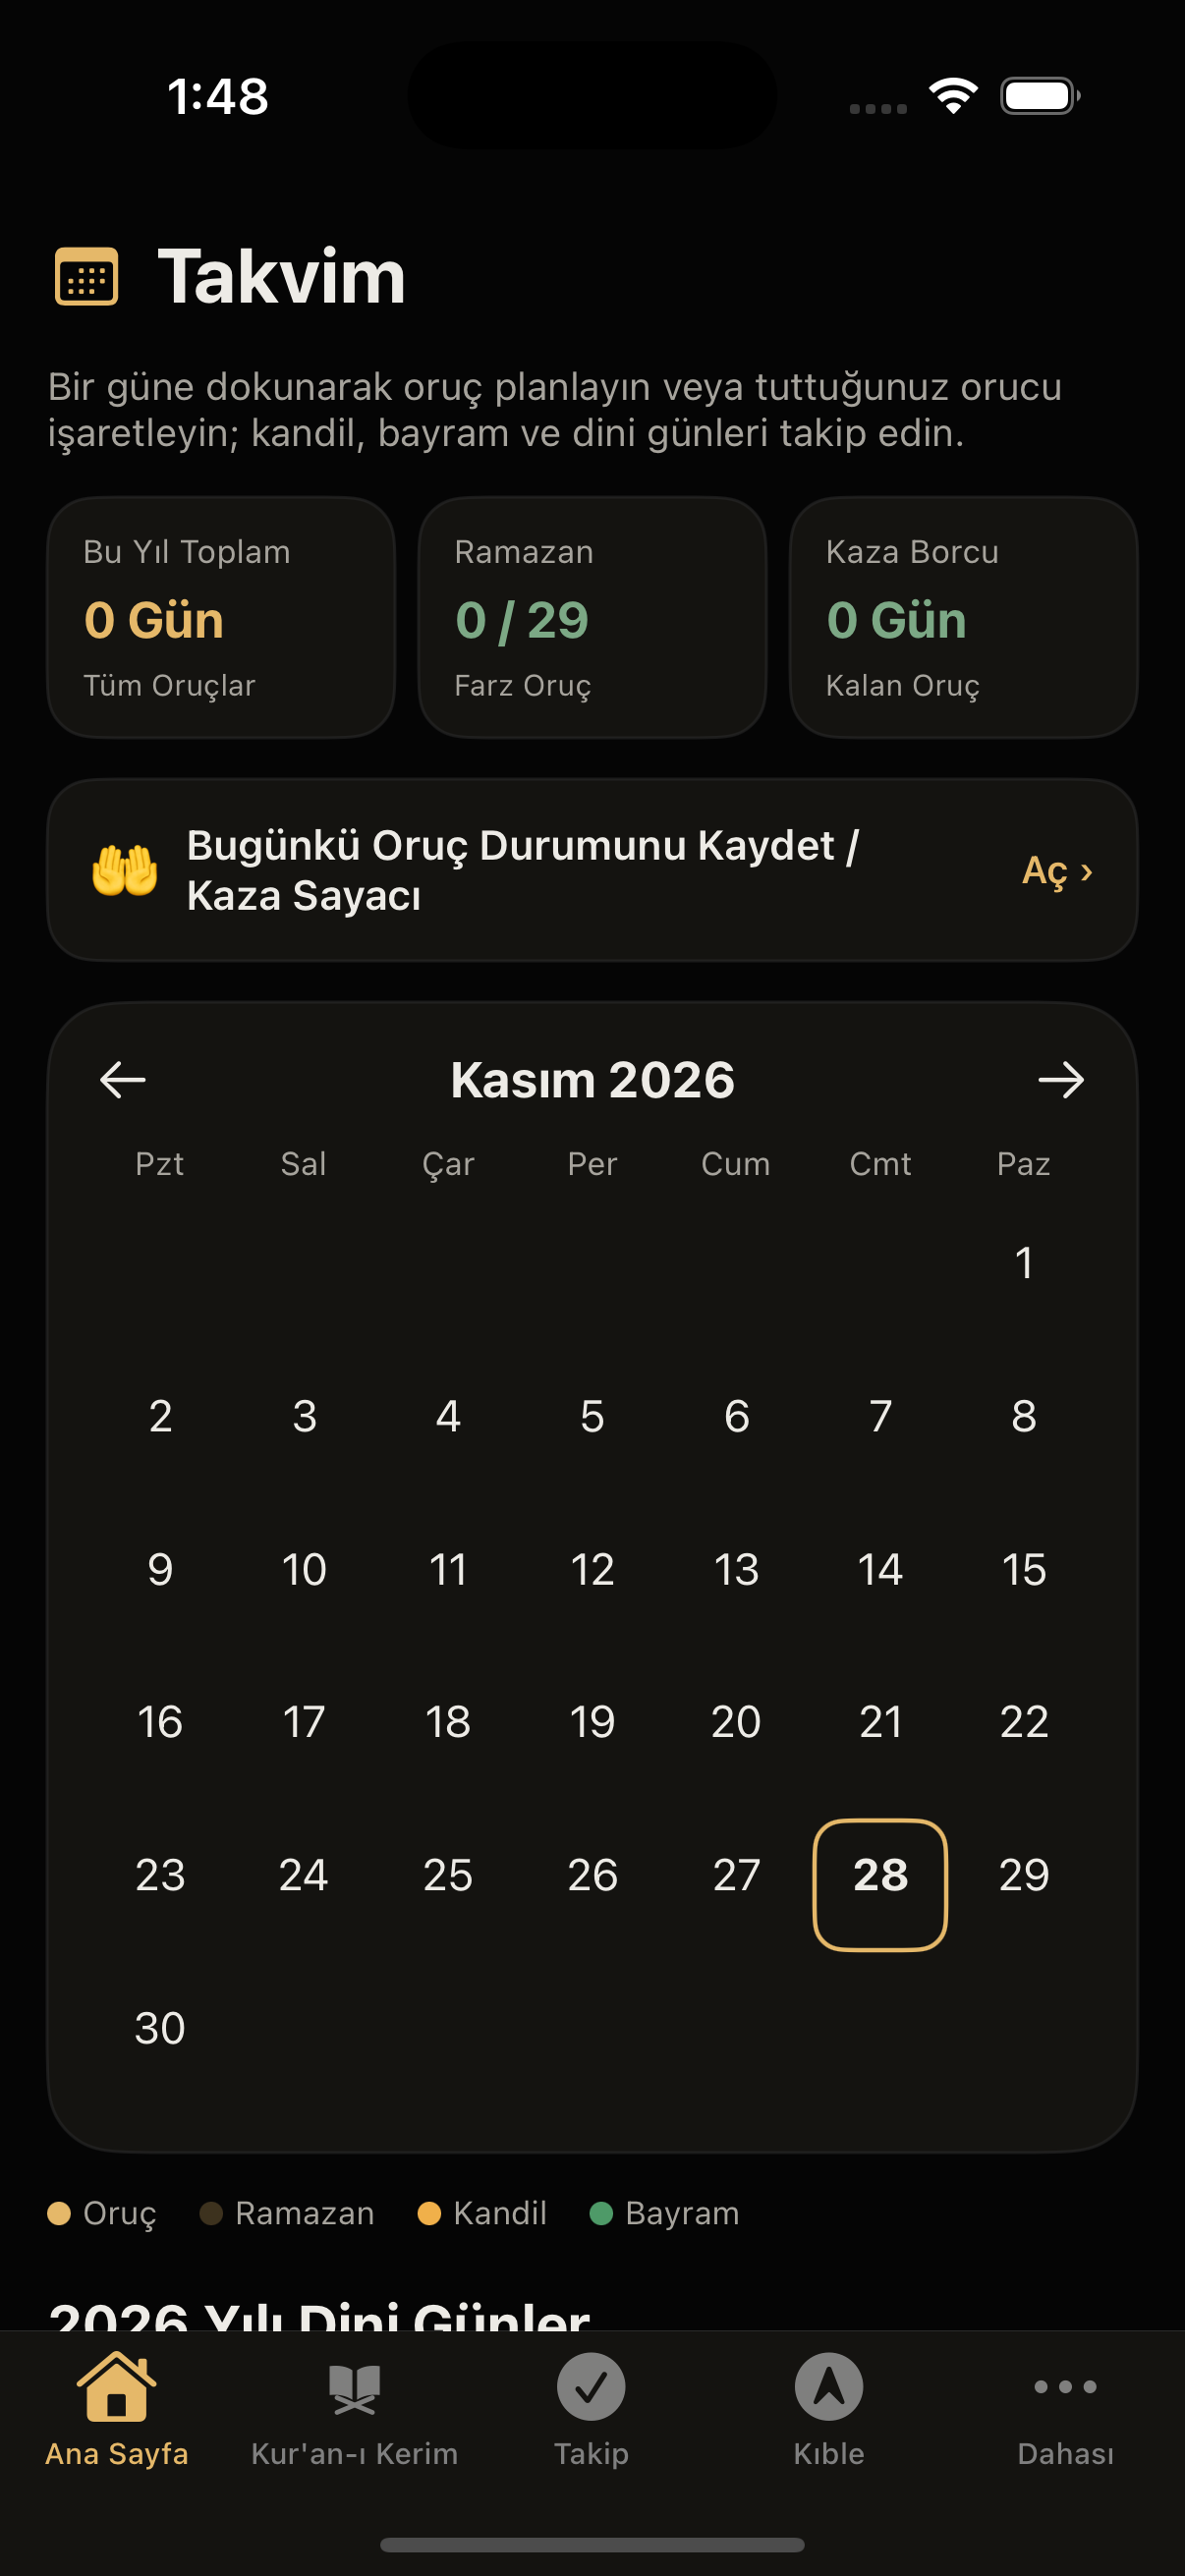 1:48
Takvim
Bir güne dokunarak oruç planlayın veya tuttuğunuz orucu
işaretleyin; kandil, bayram ve dini günleri takip edin.
Bu Yıl Toplam
0 Gün
Tüm Oruçlar
Ramazan
0 / 29
Farz Oruç
Kaza Borcu
0 Gün
Kalan Oruç
Bugünkü Oruç Durumunu Kaydet /
Kaza Sayacı
Aç ›
Kasım 2026
Pzt Sal Çar Per Cum Cmt Paz
1
2 3 4 5 6 7 8
9 10 11 12 13 14 15
16 17 18 19 20 21 22
23 24 25 26 27 28 29
30
Oruç Ramazan Kandil Bayram
2026 Yılı Dini Günler
Ana Sayfa Kur'an-ı Kerim Takip Kıble Dahası